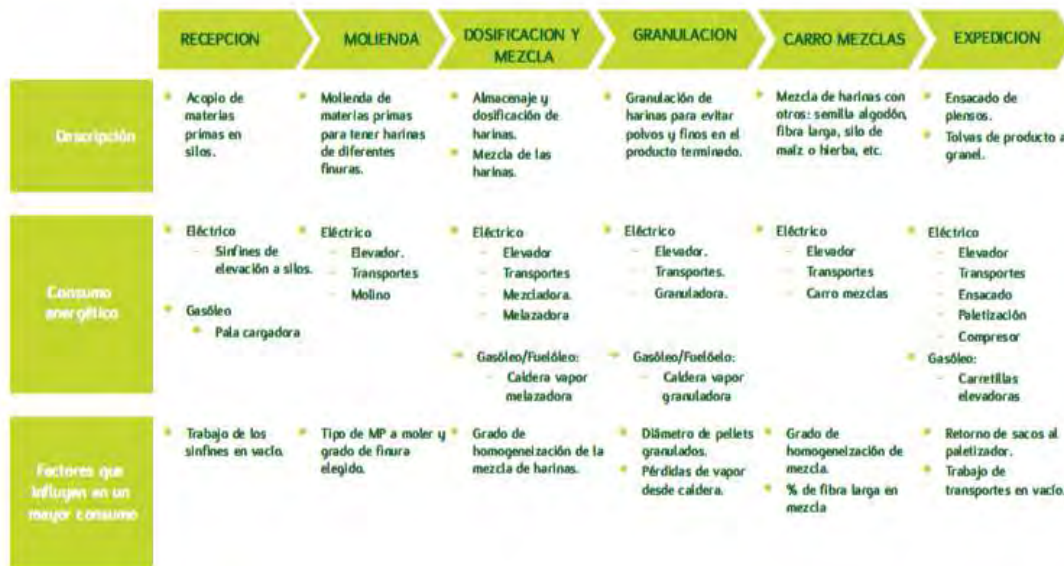 RECEPCION
MOLIENDA
DOSIFICACION Y
MEZCLA
GRANULACION
CARRO MEZCLAS
EXPEDICION
Descripción
Acopio de
materias
primas en
silos.
Molienda de
materias primas
para tener harinas
de diferentes
finuras.
Almacenaje y
dosificación de
harinas.
Mezcla de las
harinas.
Granulación de
harinas para evitar
polvos y finos en el
producto terminado.
Mezcla de harinas con
otros: semilla algodón,
fibra larga, silo de
maíz o hierba, etc.
Ensacado de
piensos.
Tolvas de producto a
granel.
Consumo
energético
Eléctrico
- Sinfines de
elevación a silos.
Gasóleo
Pala cargadora
Eléctrico
- Elevador.
- Transportes
- Molino
Eléctrico
- Elevador
- Transportes
- Mezcladora.
- Melazadora
Gasóleo/Fuelóleo:
- Caldera vapor
melazadora
Eléctrico
- Elevador.
- Transportes.
- Granuladora.
Gasóleo/Fuelóelo:
- Caldera vapor
granuladora
Eléctrico
- Elevador
- Transportes
- Carro mezclas
Eléctrico
- Elevador
- Transportes
- Ensacado
- Paletización
- Compresor
Gasóleo:
- Carretillas
elevadoras
Factores que
influyen en un
mayor consumo
Trabajo de los
sinfines en vacío.
Tipo de MP a moler y
grado de finura
elegido.
Grado de
homogeneización de la
mezcla de harinas.
Diámetro de pellets
granulados.
Pérdidas de vapor
desde caldera.
Grado de
homogeneización de
mezcla.
% de fibra larga en
mezcla
Retorno de sacos al
paletizador.
Trabajo de
transportes en vacío.